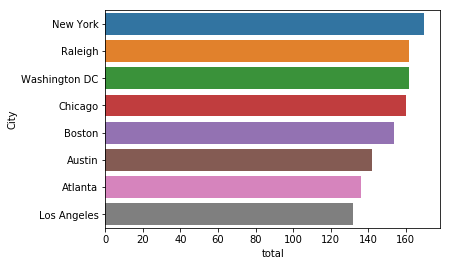 New York
Raleigh
Washington DC
Chicago
Boston
Austin
Atlanta
Los Angeles
City
0 20 40 60 80 100 120 140 160
total